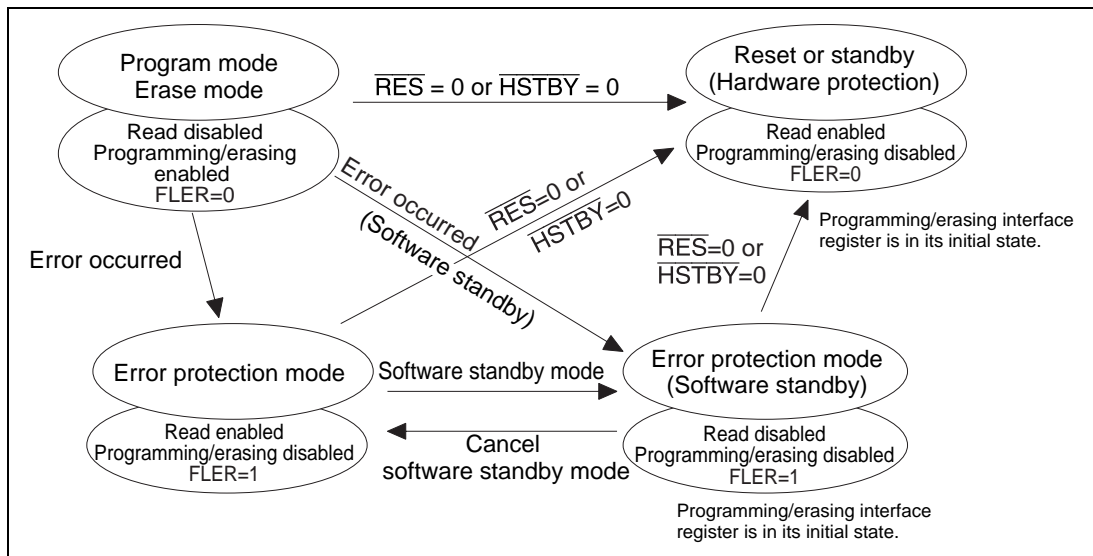 Program mode
Erase mode
Read disabled
Programming/erasing
enabled
FLER=0
RES = 0 or HSTBY = 0
Reset or standby
(Hardware protection)
Read enabled
Programming/erasing disabled
FLER=0
Programming/erasing interface
register is in its initial state.
Error occurred
(Software standby)
RES=0 or
HSTBY=0
RES=0 or
HSTBY=0
Error occurred
Error protection mode
Read enabled
Programming/erasing disabled
FLER=1
Software standby mode
Cancel
software standby mode
Error protection mode
(Software standby)
Read disabled
Programming/erasing disabled
FLER=1
Programming/erasing interface
register is in its initial state.